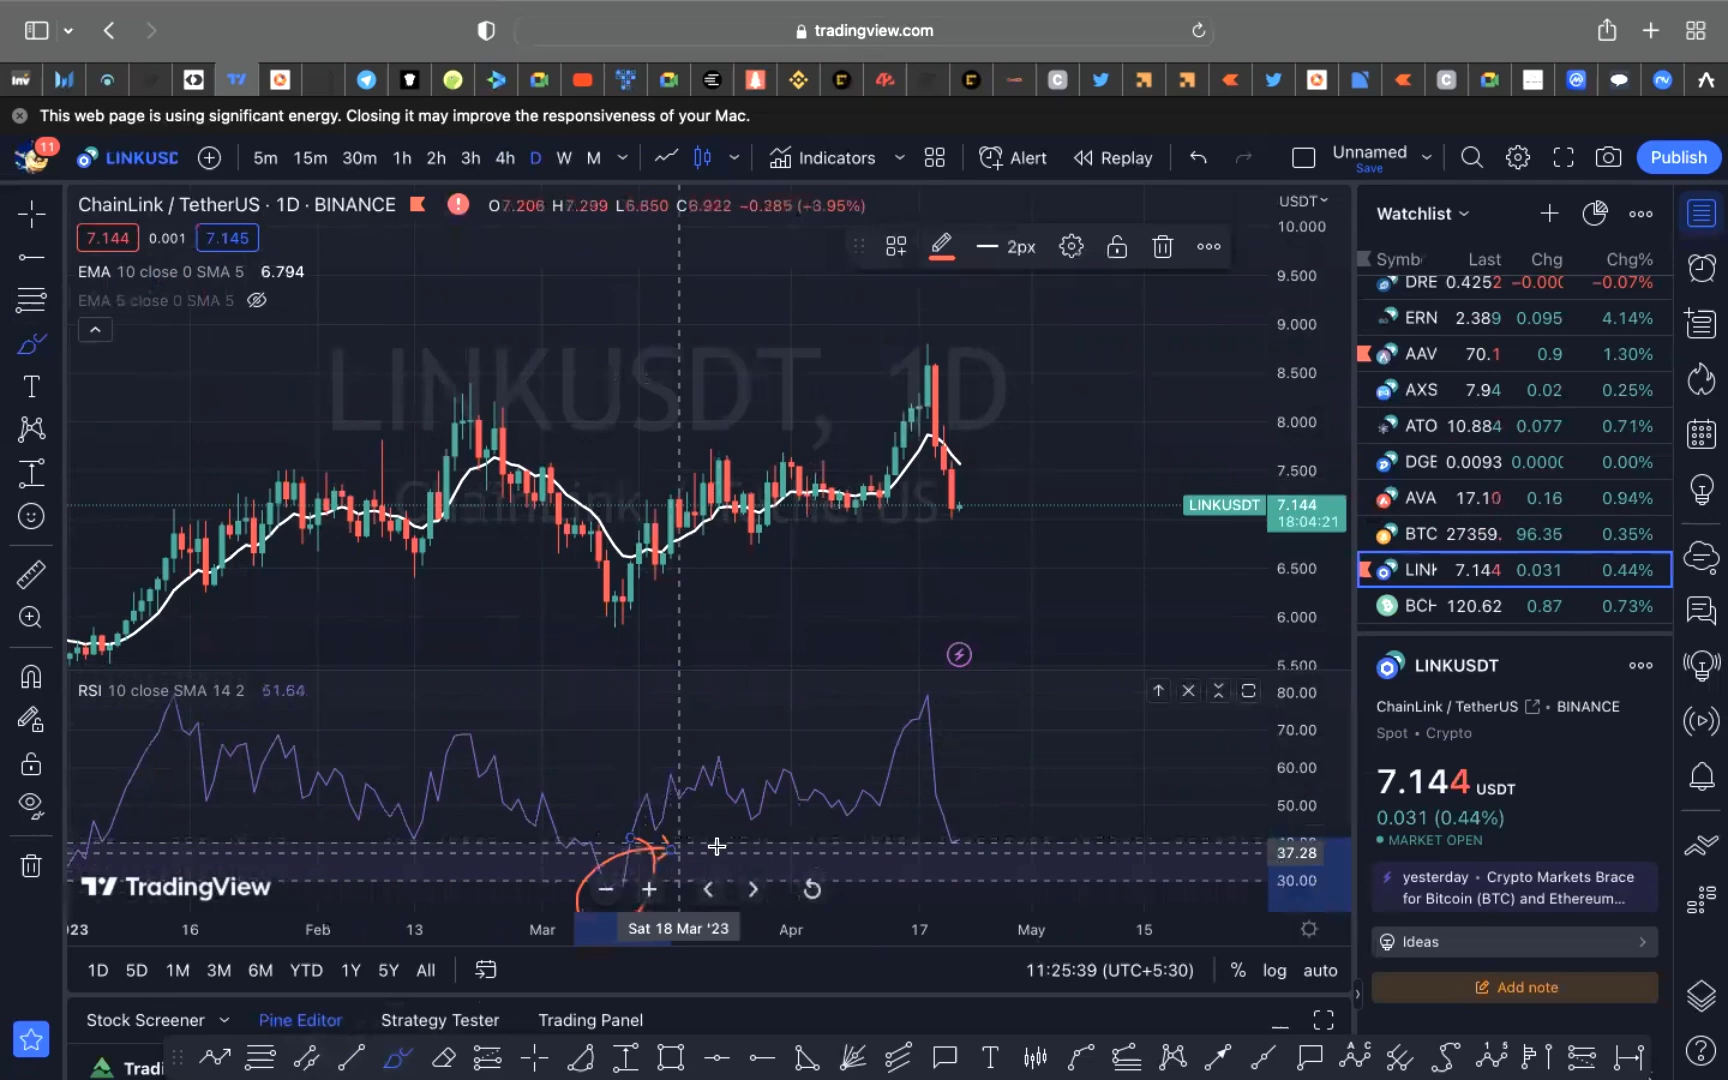 tradingview.com
This web page is using significant energy. Closing it may improve the responsiveness of your Mac.
11
LINKUSD
5m 15m 30m 1h 2h 3h 4h D W M
Indicators
Alert
Replay
Unnamed
Save
Publish
ChainLink / TetherUS · 1D · BINANCE
O7.206 H7.299 L6.850 C6.922 −0.285 (−3.95%)
USDT
10.000
7.144 0.001 7.145
2px
EMA 10 close 0 SMA 5 6.794
EMA 5 close 0 SMA 5
9.500
9.000
8.500
8.000
7.500
LINKUSDT, 1D
ChainLink / TetherUS
LINKUSDT 7.144
18:04:21
6.500
6.000
5.500
RSI 10 close SMA 14 2 51.64
80.00
70.00
60.00
50.00
37.28
30.00
TradingView
023 16 Feb 13 Mar Sat 18 Mar '23 Apr 17 May 15
1D 5D 1M 3M 6M YTD 1Y 5Y All
11:25:39 (UTC+5:30) % log auto
Stock Screener Pine Editor Strategy Tester Trading Panel
Tradi
Watchlist
Symb Last Chg Chg%
DRE 0.4252 −0.00 −0.07%
ERN 2.389 0.095 4.14%
AAV 70.1 0.9 1.30%
AXS 7.94 0.02 0.25%
ATO 10.884 0.077 0.71%
DGE 0.0093 0.000 0.00%
AVA 17.10 0.16 0.94%
BTC 27359. 96.35 0.35%
LIN 7.144 0.031 0.44%
BCH 120.62 0.87 0.73%
LINKUSDT
ChainLink / TetherUS • BINANCE
Spot • Crypto
7.144 USDT
0.031 (0.44%)
MARKET OPEN
yesterday • Crypto Markets Brace
for Bitcoin (BTC) and Ethereum...
Ideas
Add note